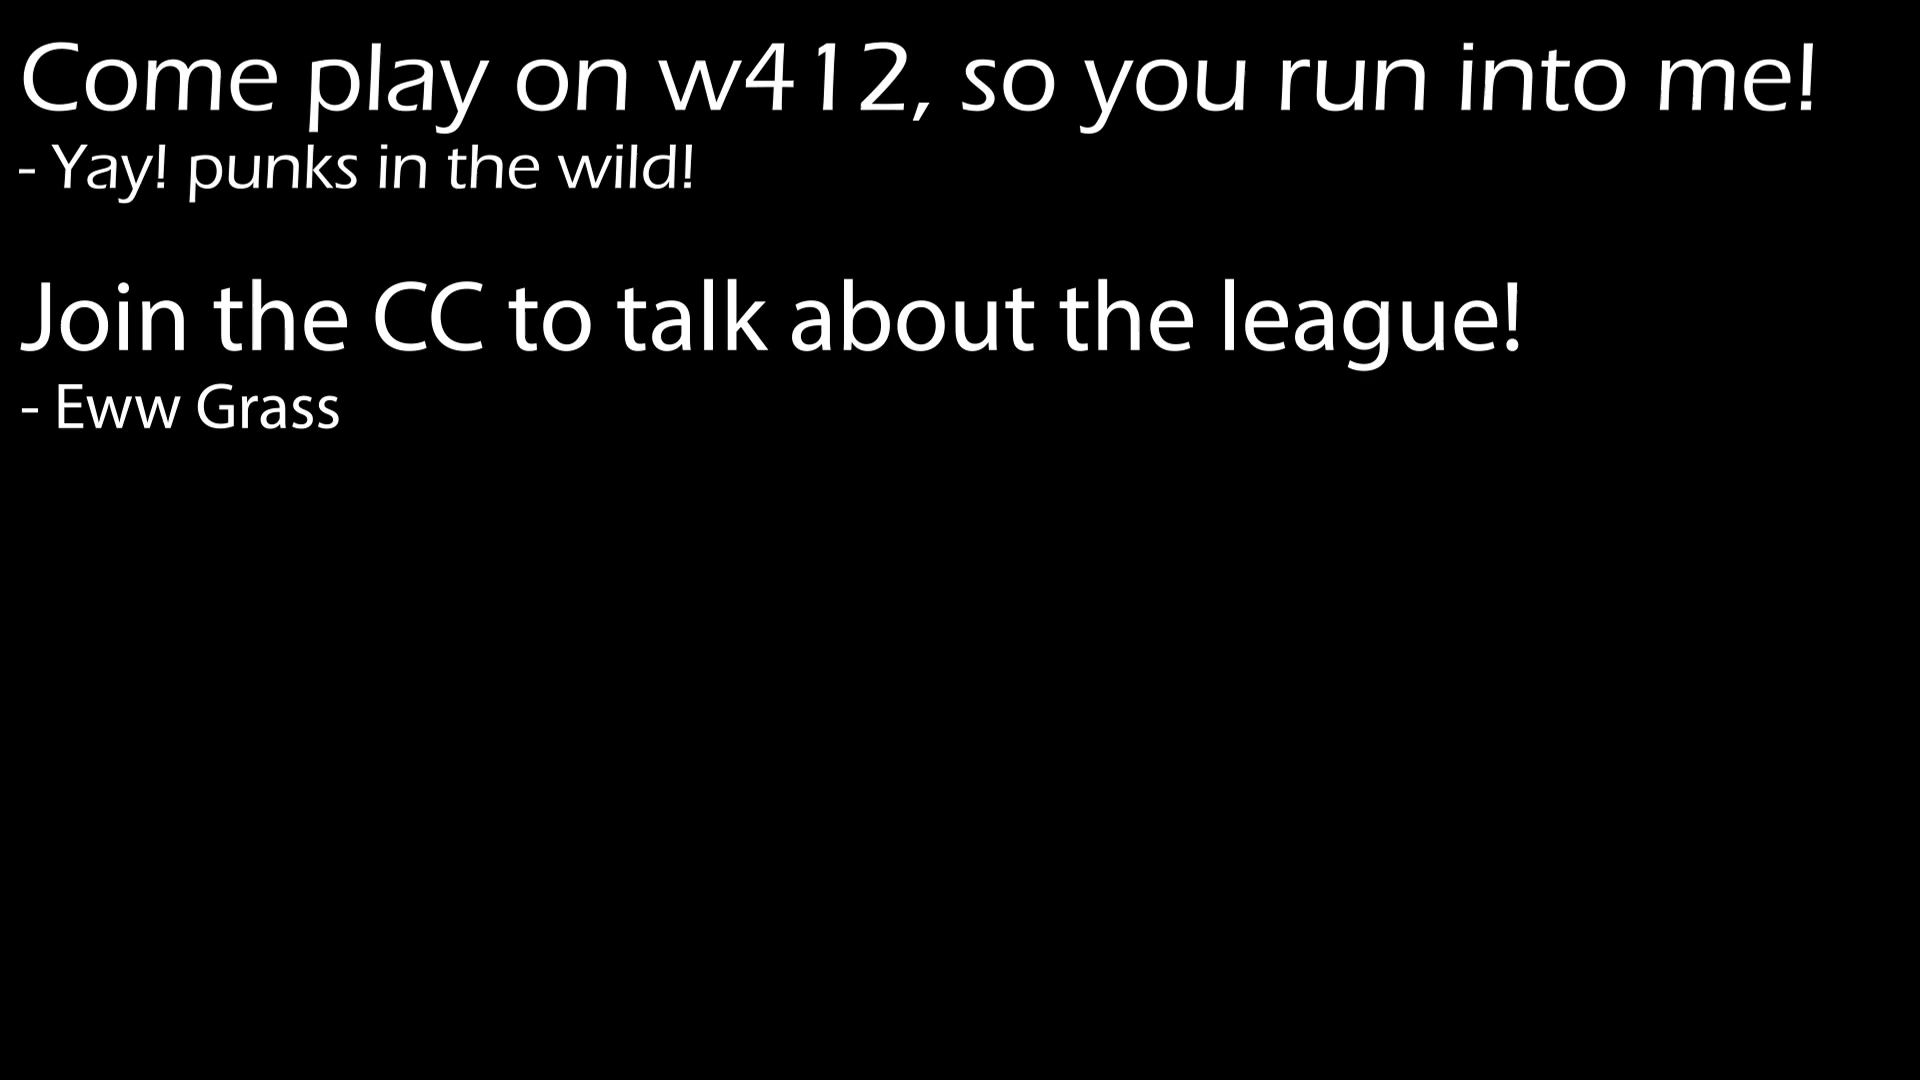 Come play on w412, so you run into me!
- Yay! punks in the wild!
Join the CC to talk about the league!
- Eww Grass